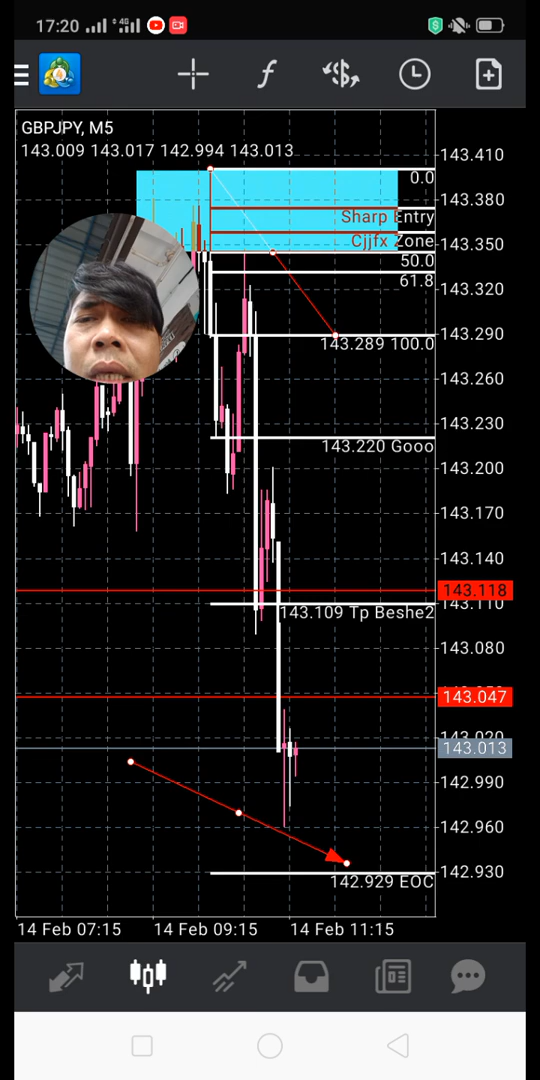 17:20
4G
GBPJPY, M5
143.009 143.017 142.994 143.013
143.410
0.0
143.380
Sharp Entry
143.350
Cjjfx Zone
50.0
143.320
61.8
143.290
143.289 100.0
143.260
143.230
143.220 Gooo
143.200
143.170
143.140
143.118
143.110
143.109 Tp Beshe2
143.080
143.047
143.020
143.013
142.990
142.960
142.930
142.929 EOC
14 Feb 07:15
14 Feb 09:15
14 Feb 11:15